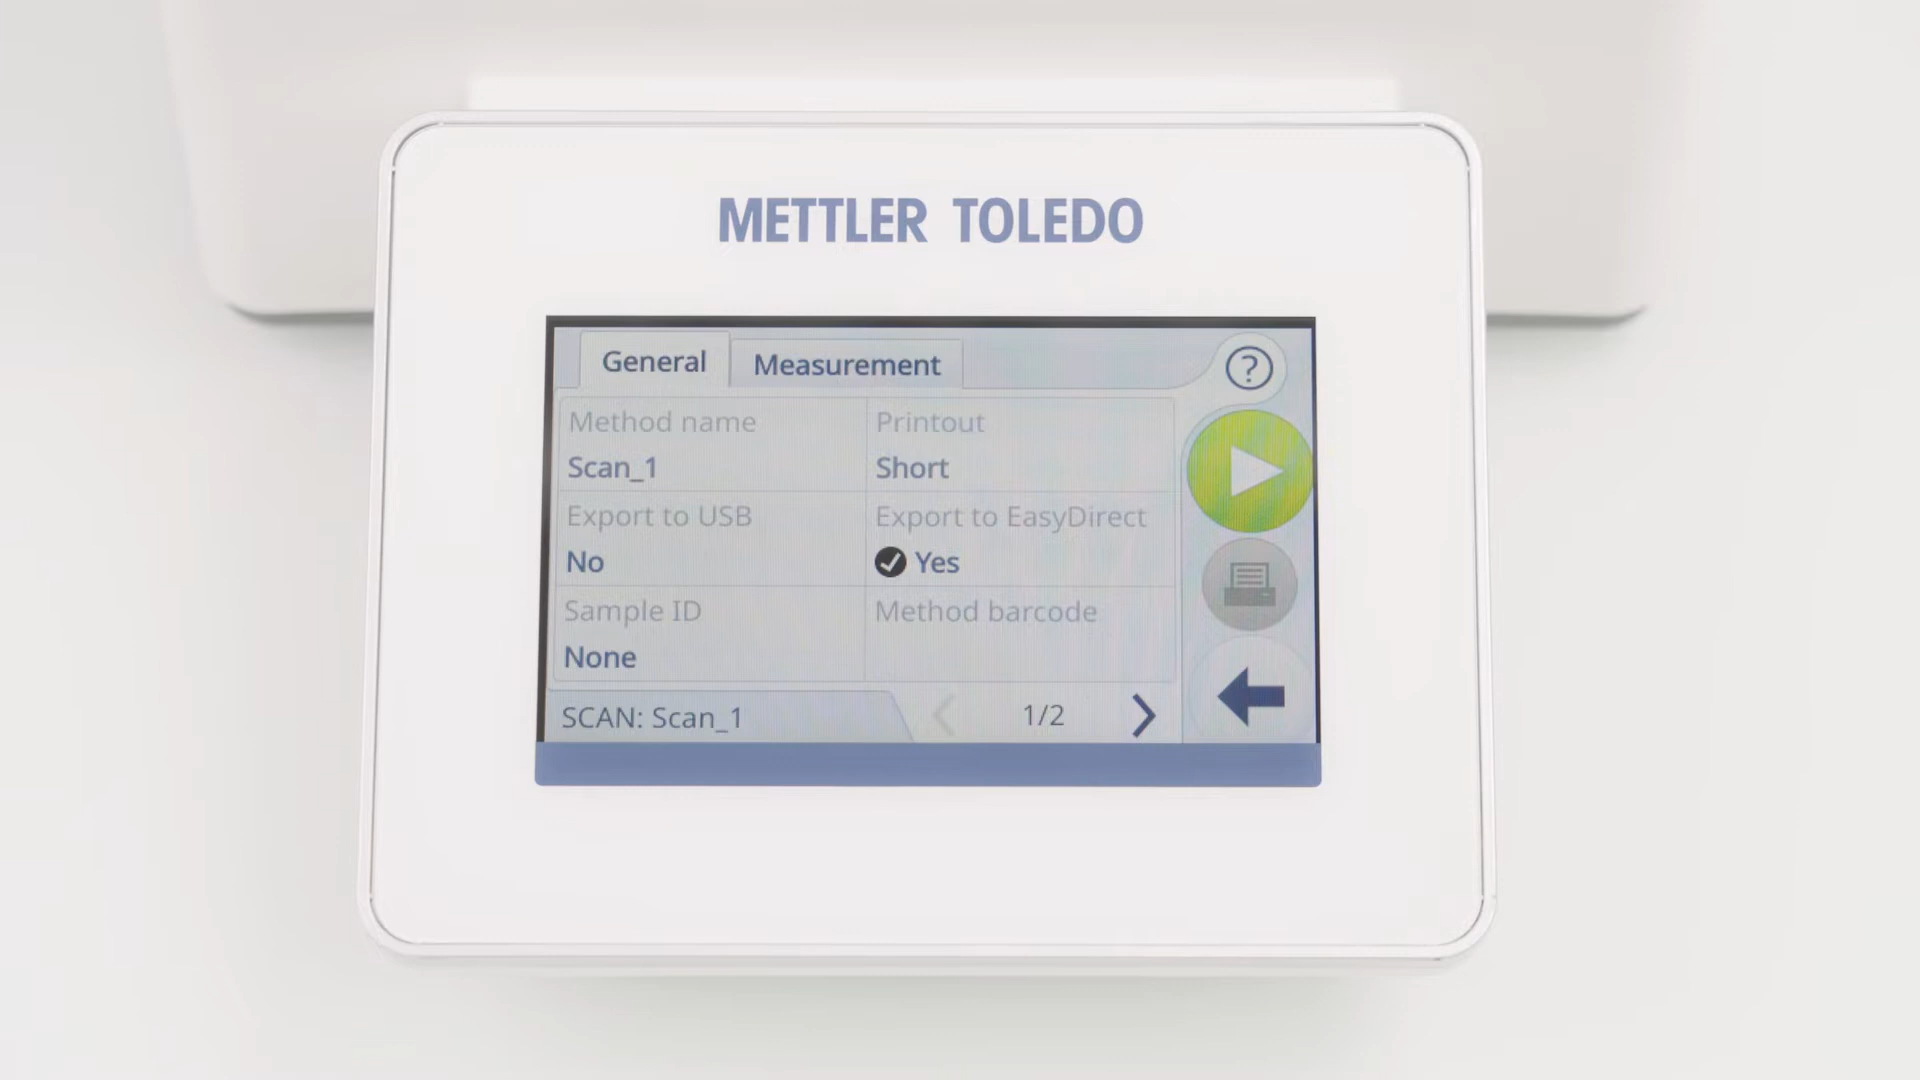 METTLER TOLEDO
General Measurement ?
Method name Printout
Scan_1 Short
Export to USB Export to EasyDirect
No Yes
Sample ID Method barcode
None
SCAN: Scan_1 1/2